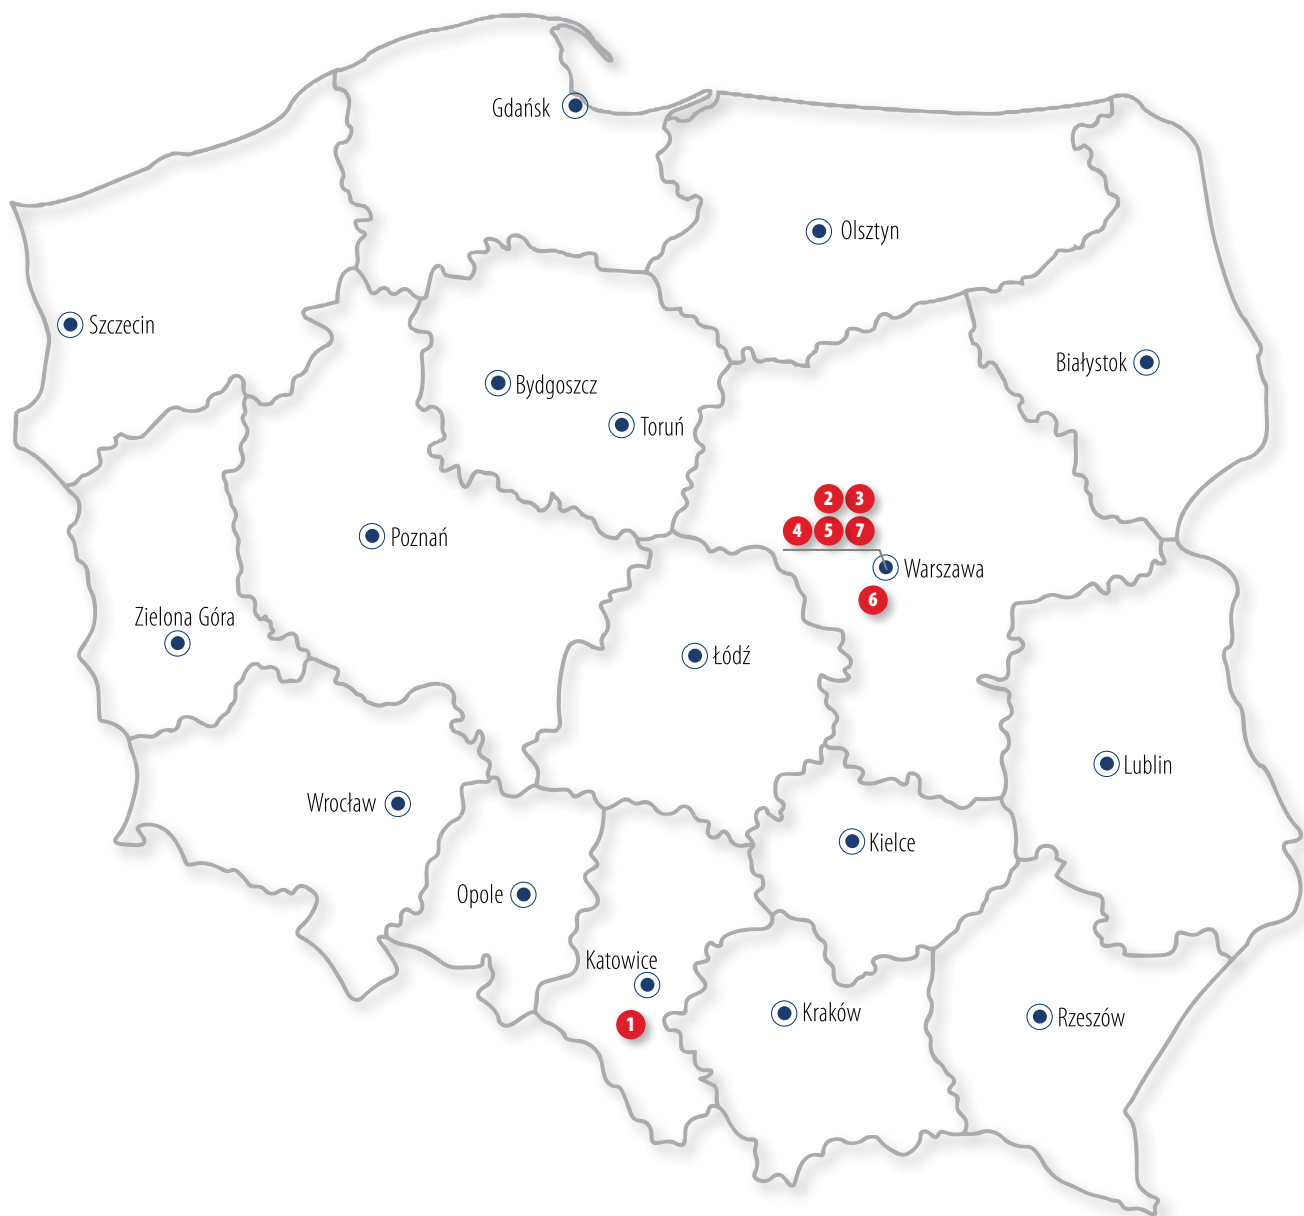 Gdańsk
Olsztyn
Szczecin
Białystok
Bydgoszcz
Toruń
2 3
4 5 7
Poznań
Warszawa
6
Zielona Góra
Łódź
Lublin
Wrocław
Kielce
Opole
Katowice
Kraków
Rzeszów
1